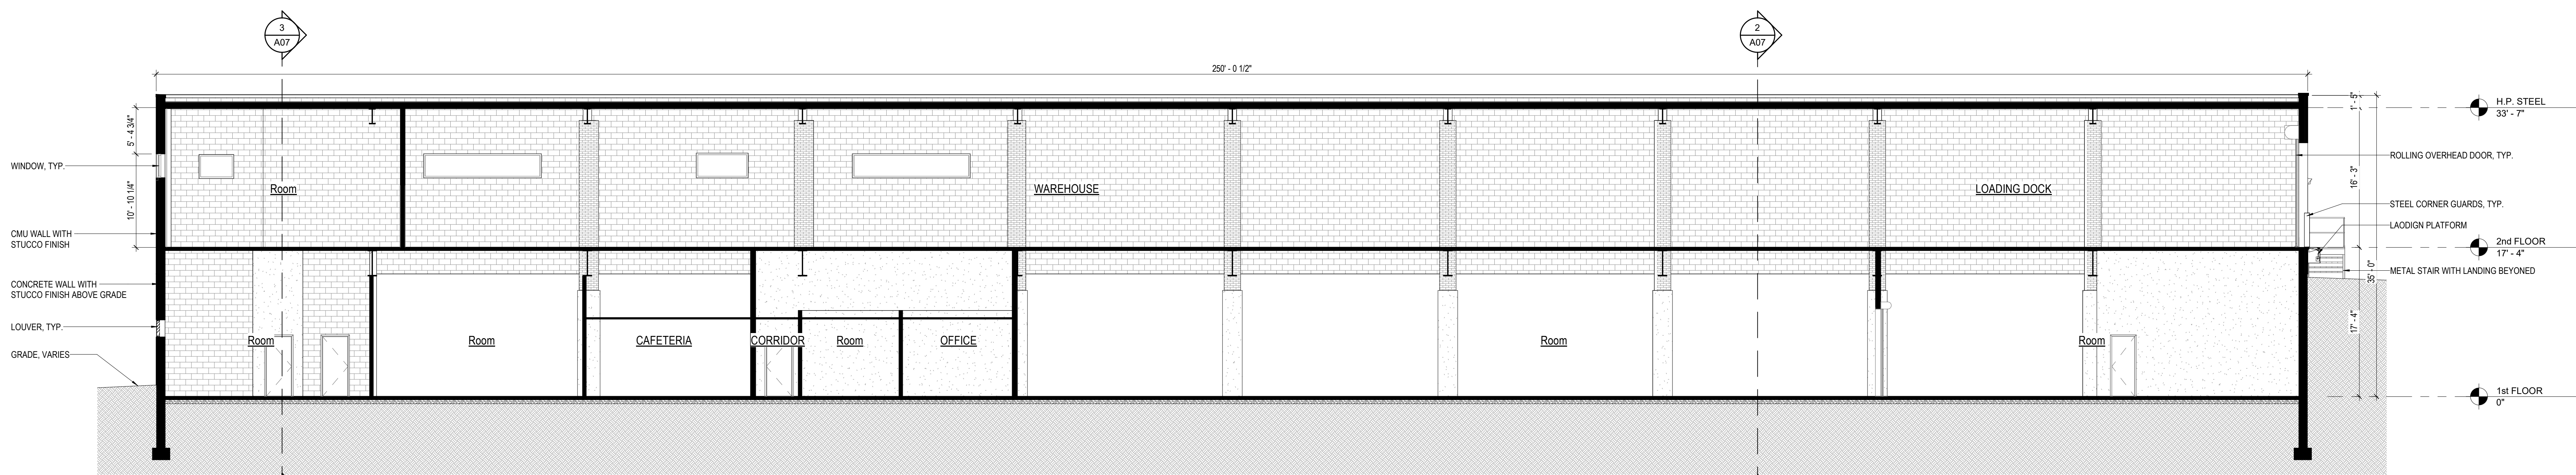 3
A07
2
A07
250' - 0 1/2"
5' - 4 3/4"
10' - 10 1/4"
1' - 5"
16' - 3"
35' - 0"
17' - 4"
H.P. STEEL
33' - 7"
WINDOW, TYP.
ROLLING OVERHEAD DOOR, TYP.
Room
WAREHOUSE
LOADING DOCK
STEEL CORNER GUARDS, TYP.
LAODIGN PLATFORM
CMU WALL WITH
STUCCO FINISH
2nd FLOOR
17' - 4"
METAL STAIR WITH LANDING BEYONED
CONCRETE WALL WITH
STUCCO FINISH ABOVE GRADE
LOUVER, TYP.
Room
Room
CAFETERIA
CORRIDOR
Room
OFFICE
Room
Room
GRADE, VARIES
1st FLOOR
0"